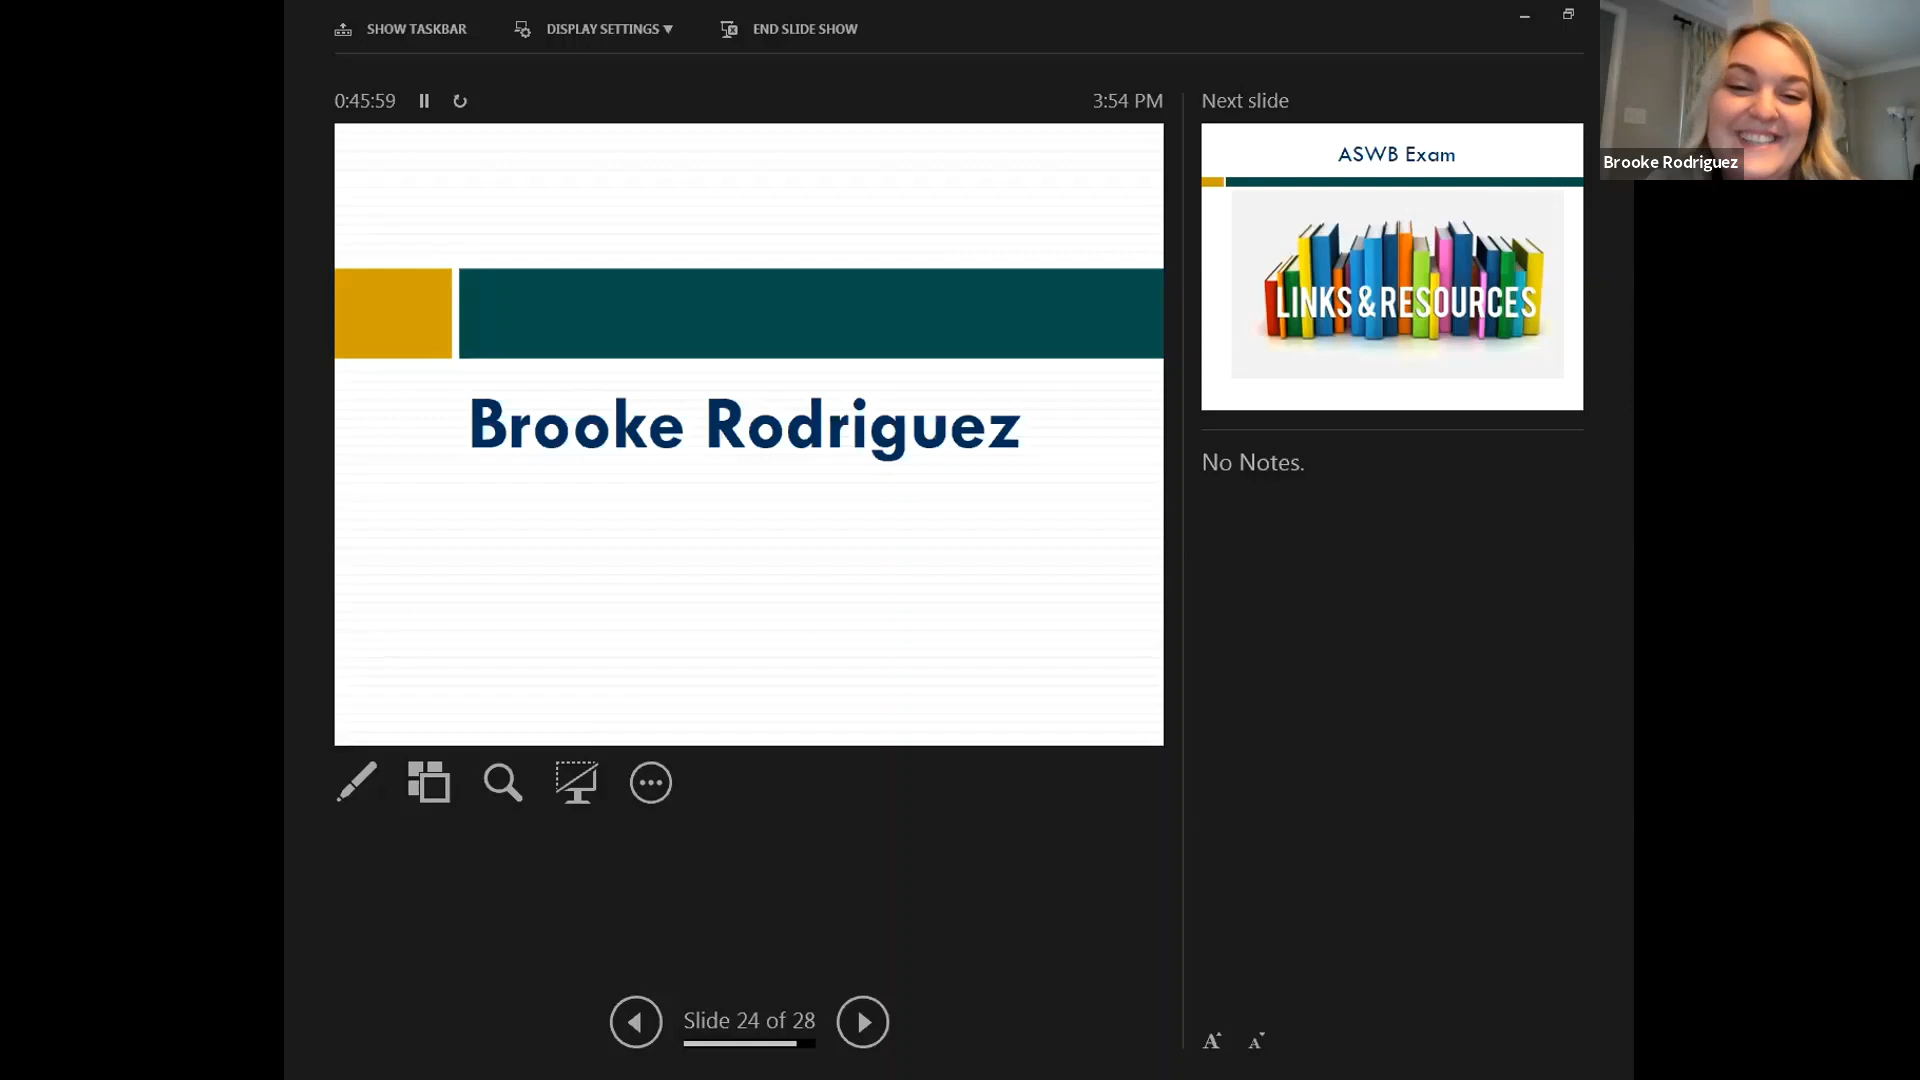 SHOW TASKBAR
DISPLAY SETTINGS ▼
END SLIDE SHOW
0:45:59
3:54 PM
Next slide
Brooke Rodriguez
ASWB Exam
LINKS & RESOURCES
No Notes.
Brooke Rodriguez
Slide 24 of 28
A
A